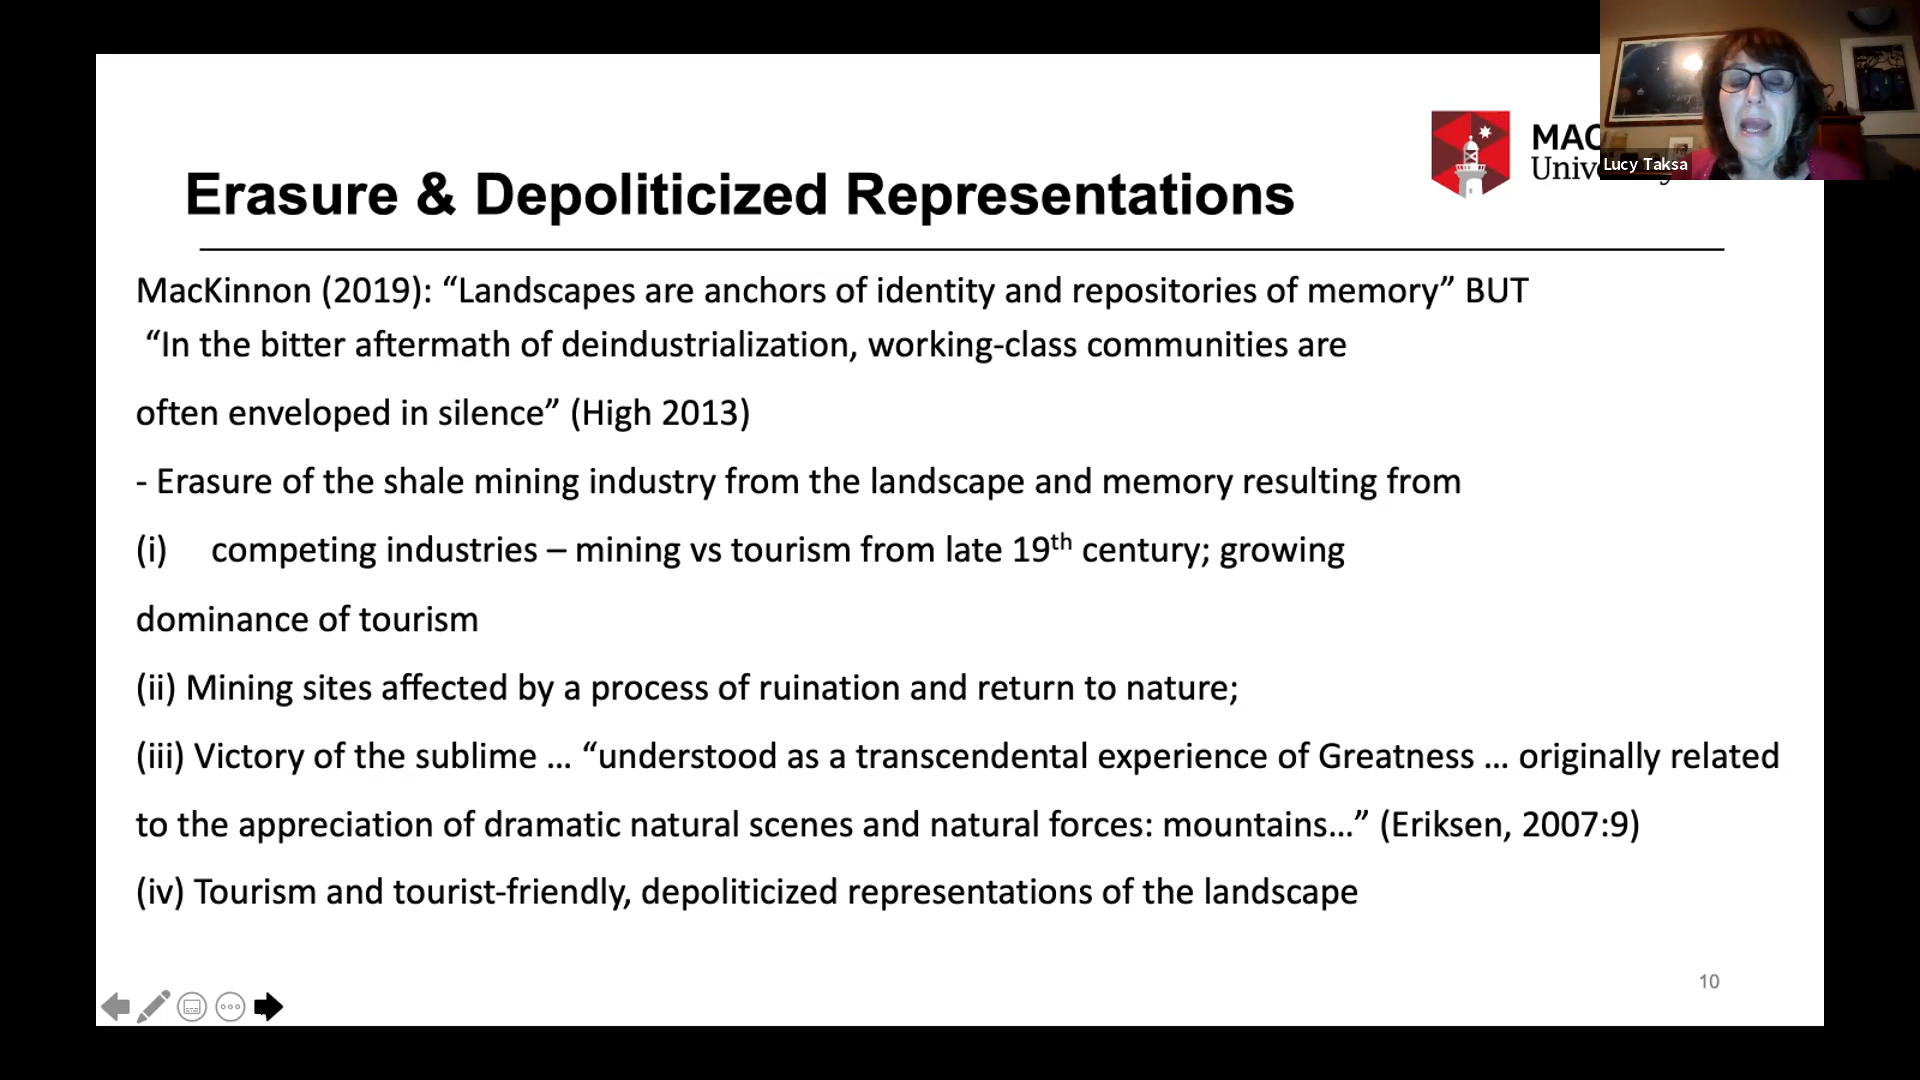 MAC
Univ
Lucy Taksa
Erasure & Depoliticized Representations
MacKinnon (2019): “Landscapes are anchors of identity and repositories of memory” BUT
“In the bitter aftermath of deindustrialization, working-class communities are
often enveloped in silence” (High 2013)
- Erasure of the shale mining industry from the landscape and memory resulting from
(i) competing industries – mining vs tourism from late 19th century; growing
dominance of tourism
(ii) Mining sites affected by a process of ruination and return to nature;
(iii) Victory of the sublime ... “understood as a transcendental experience of Greatness ... originally related
to the appreciation of dramatic natural scenes and natural forces: mountains...” (Eriksen, 2007:9)
(iv) Tourism and tourist-friendly, depoliticized representations of the landscape
10